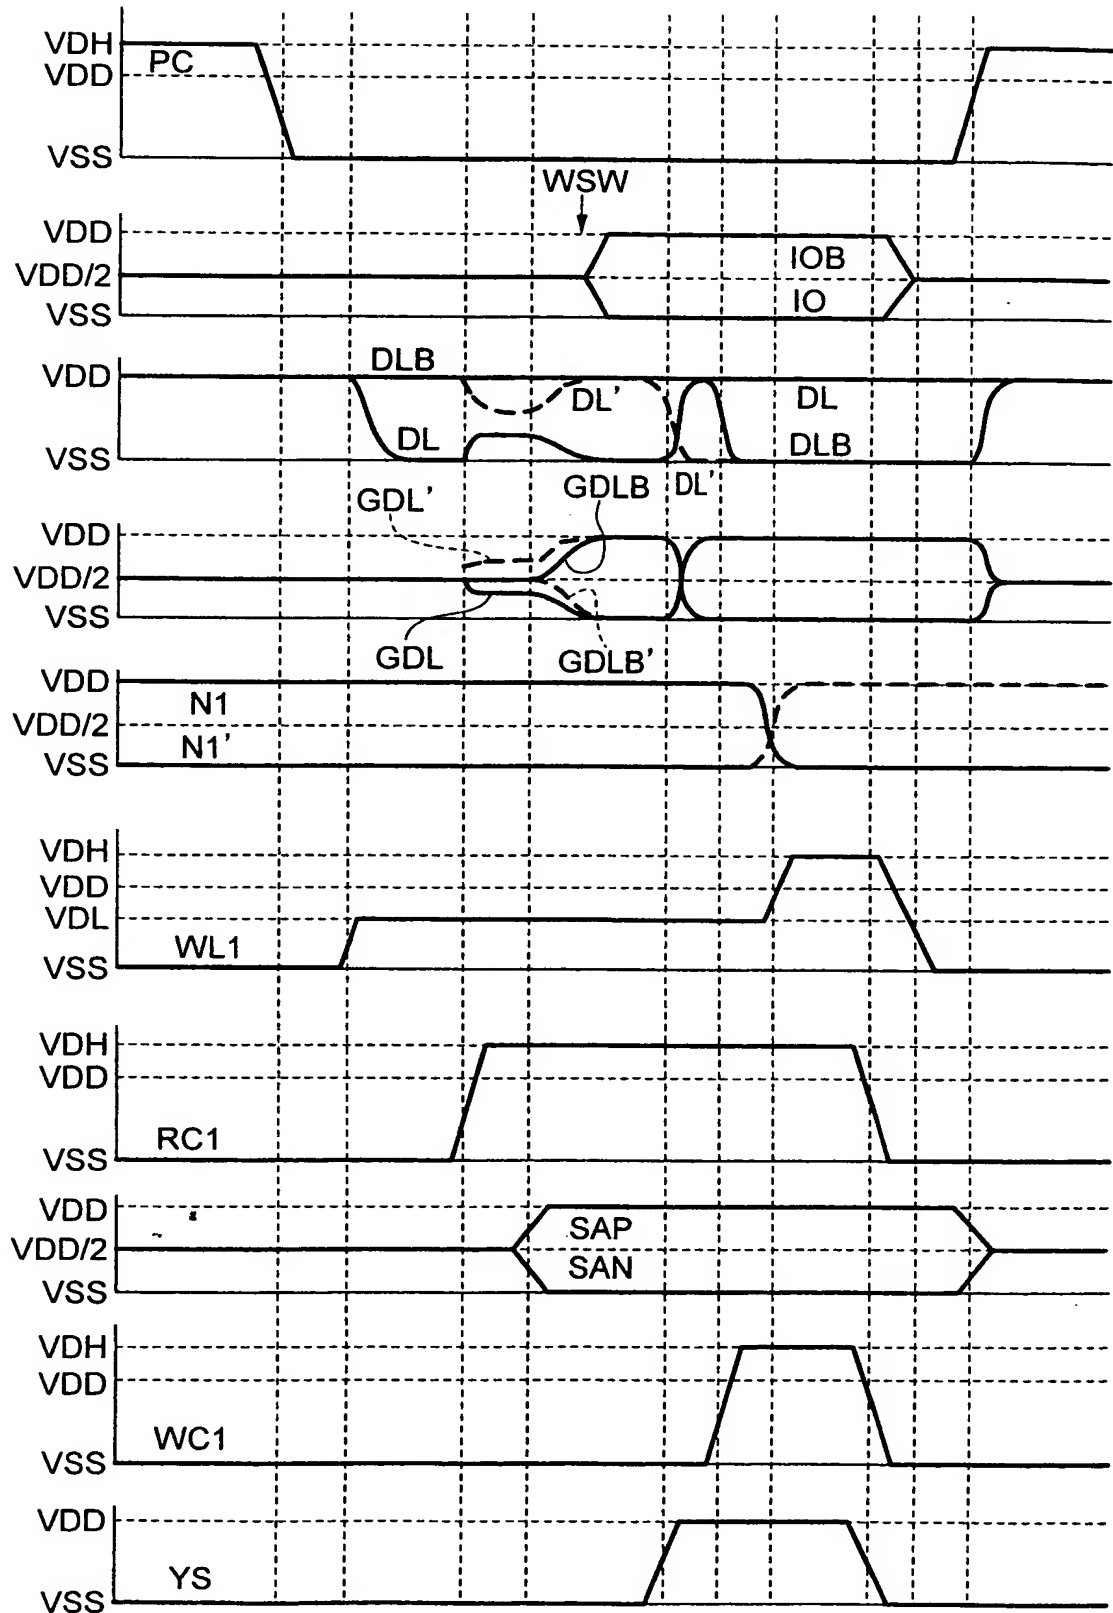 VDH
PC
VDD
VSS
WSW
VDD
IOB
VDD/2
IO
VSS
DLB
VDD
DL'
DL
DL
DLB
VSS
DL'
GDL'
GDLB
VDD
VDD/2
VSS
GDL
GDLB'
VDD
N1
VDD/2
N1'
VSS
VDH
VDD
VDL
WL1
VSS
VDH
VDD
RC1
VSS
VDD
SAP
VDD/2
SAN
VSS
VDH
VDD
WC1
VSS
VDD
YS
VSS